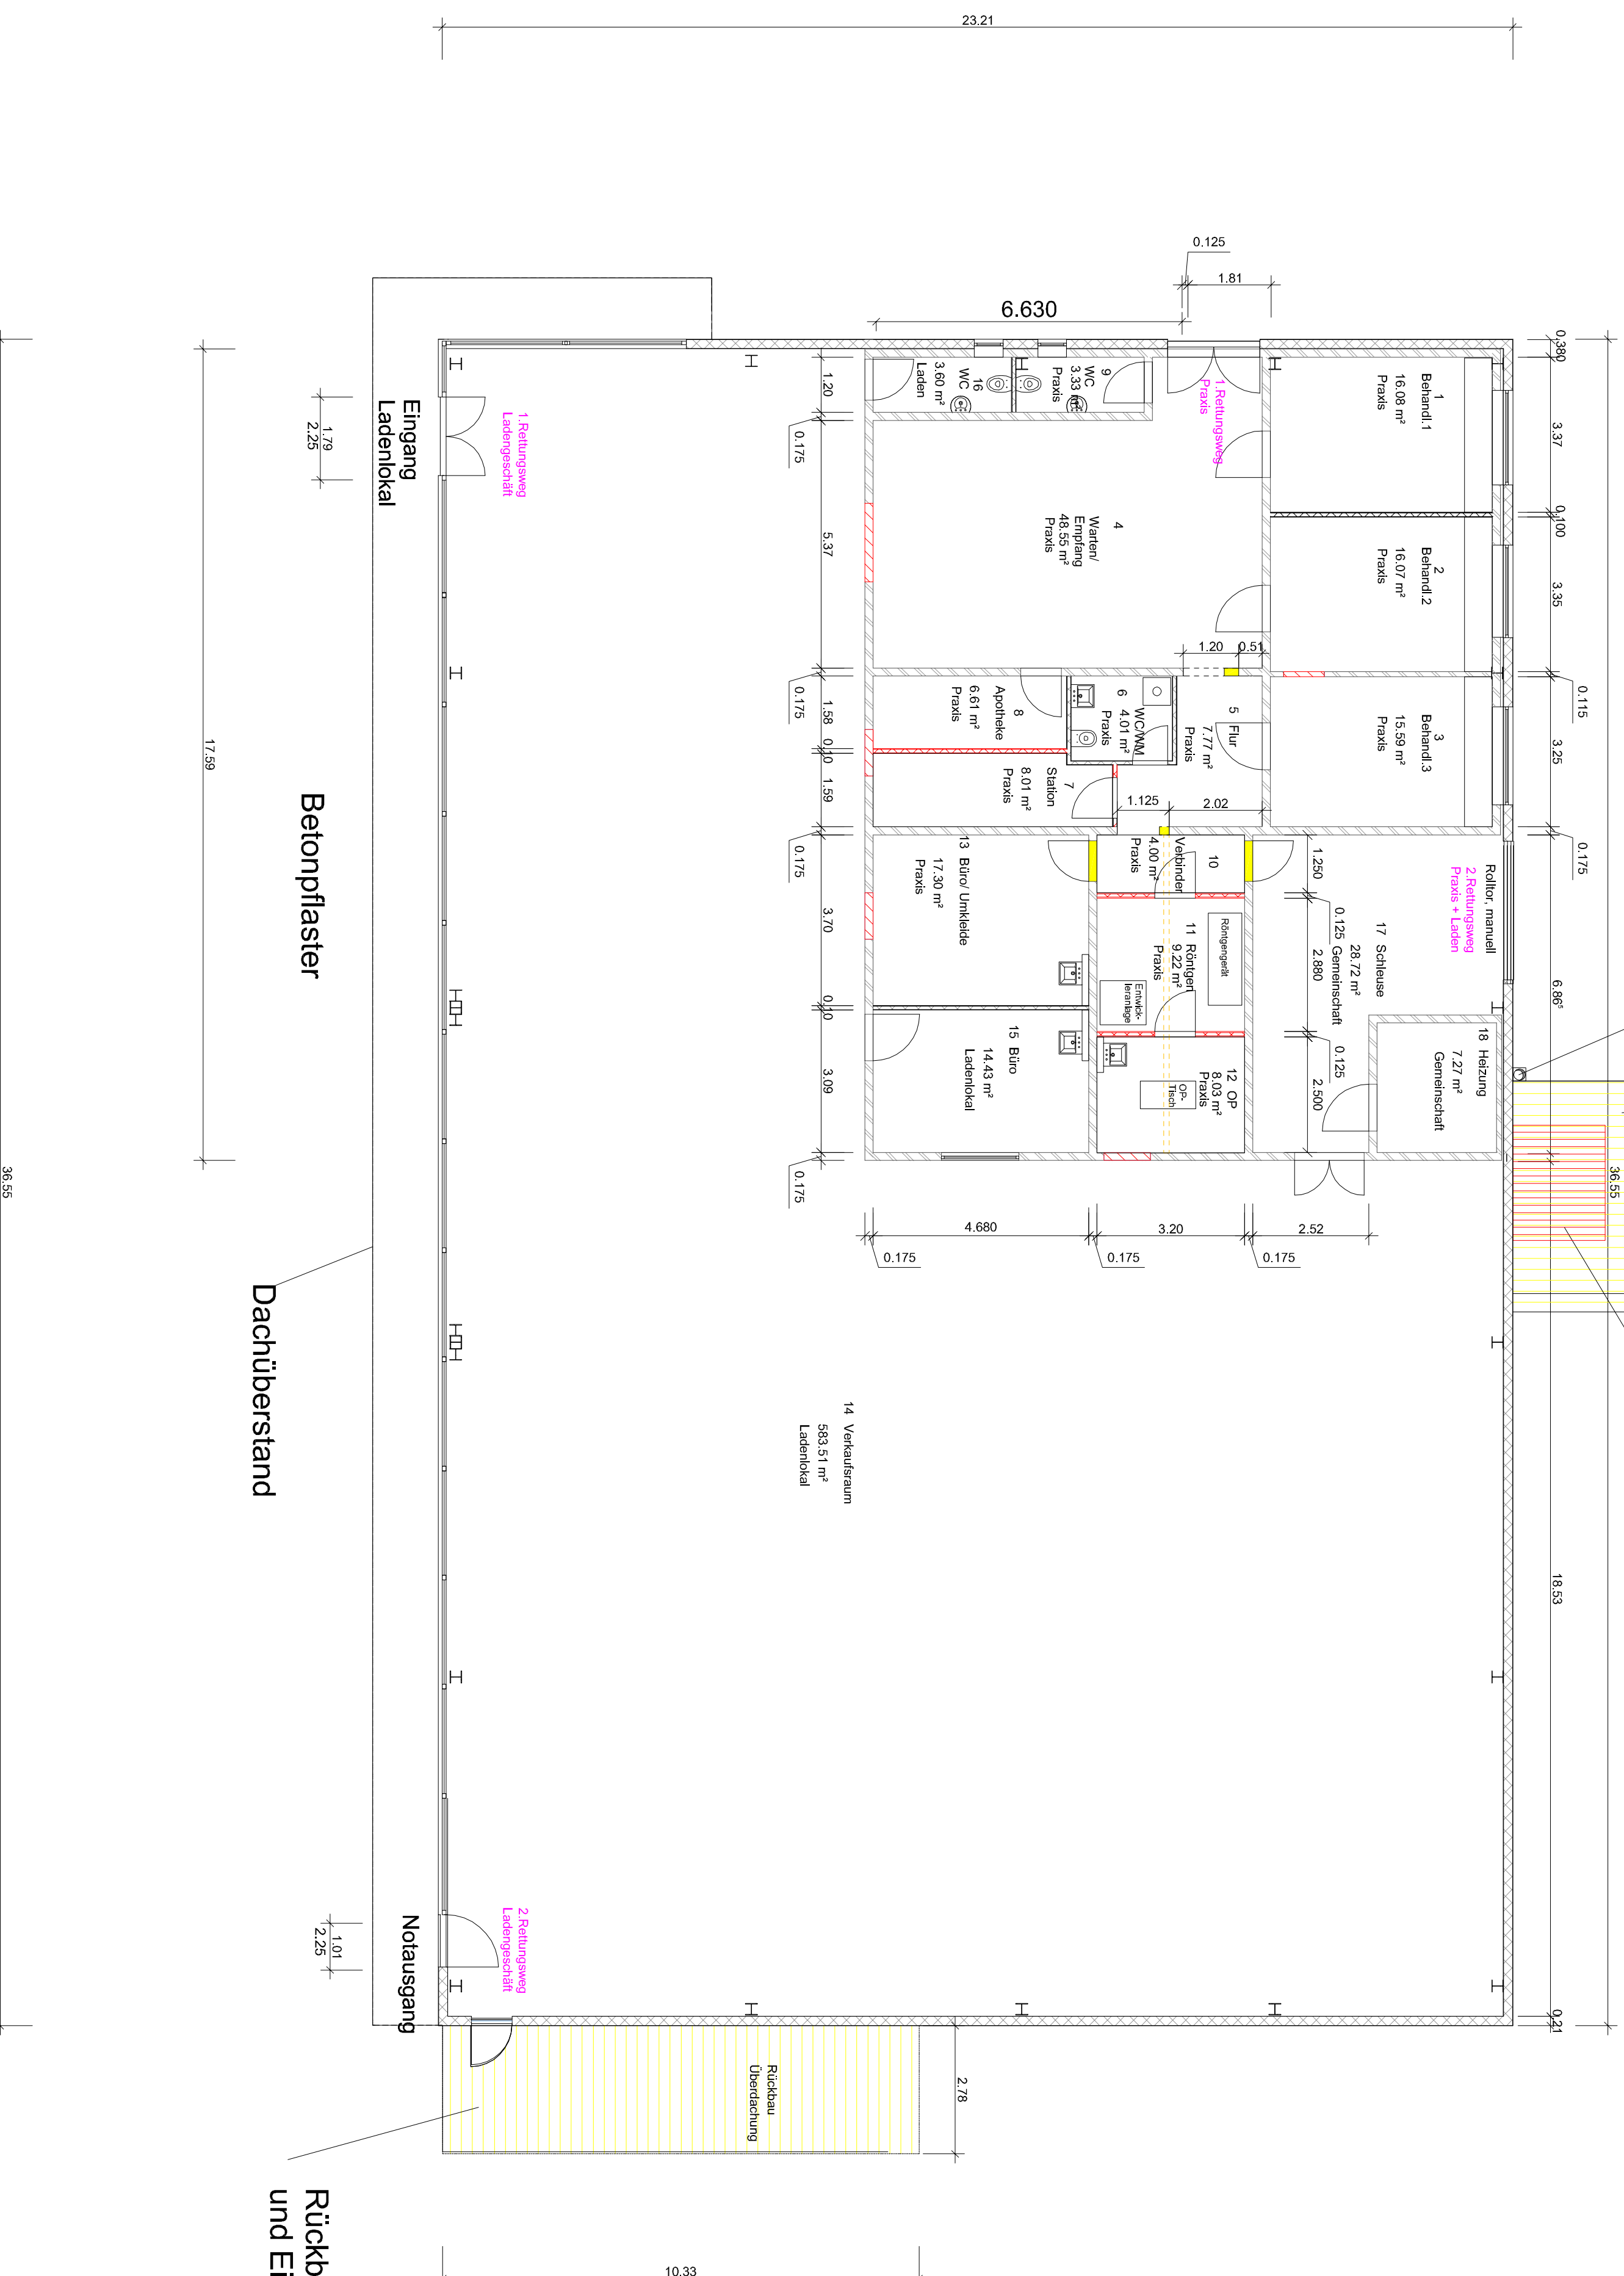 23.21
0.125
1.81
6.630
0.380
3.37
0.100
3.35
0.115
3.25
0.175
6.86⁵
18.53
0.21
36.55
1
Behandl.1
16.08 m²
Praxis
2
Behandl.2
16.07 m²
Praxis
3
Behandl.3
15.59 m²
Praxis
1.Rettungsweg
Praxis
9
WC
3.33 m²
Praxis
16
WC
3.60 m²
Laden
4
Warten/
Empfang
48.55 m²
Praxis
1.20
0.51
5 Flur
7.77 m²
Praxis
6
WC/WM
4.01 m²
Praxis
8
Apotheke
6.61 m²
Praxis
7
Station
8.01 m²
Praxis
1.125
2.02
10
Verbinder
4.00 m²
Praxis
11 Röntgen
9.22 m²
Praxis
Röntgengerät
Entwick-
leranlage
12 OP
8.03 m²
Praxis
OP-
Tisch
13 Büro/ Umkleide
17.30 m²
Praxis
15 Büro
14.43 m²
Ladenlokal
Rolltor, manuell
2.Rettungsweg
Praxis + Laden
17 Schleuse
28.72 m²
Gemeinschaft
18 Heizung
7.27 m²
Gemeinschaft
1.250
0.125
2.880
0.125
2.500
1.20
0.175
5.37
0.175
1.58
0.10
1.59
0.175
3.70
0.10
3.09
0.175
4.680
3.20
2.52
0.175
0.175
0.175
14 Verkaufsraum
583.51 m²
Ladenlokal
1.Rettungsweg
Ladengeschäft
Eingang
Ladenlokal
1.79
2.25
Betonpflaster
Dachüberstand
17.59
36.55
2.Rettungsweg
Ladengeschäft
Notausgang
1.01
2.25
Rückbau
Überdachung
2.78
Rückb
und Ei
10.33